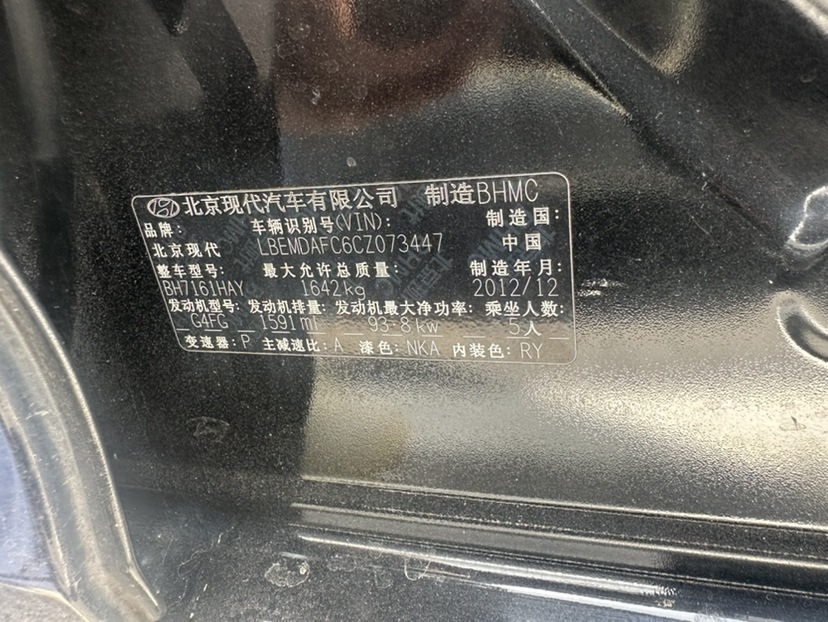 北京现代汽车有限公司 制造BHMC
品牌: 车辆识别号(VIN): 制造国:
北京现代 LBEMDAFC6CZ073447 中国
整车型号: 最大允许总质量: 制造年月:
BH7161HAY 1642kg 2012/12
发动机型号: 发动机排量: 发动机最大净功率: 乘坐人数:
G4FG 1591ml 93.8kw 5人
变速器: P 主减速比: A 漆色: NKA 内装色: RY